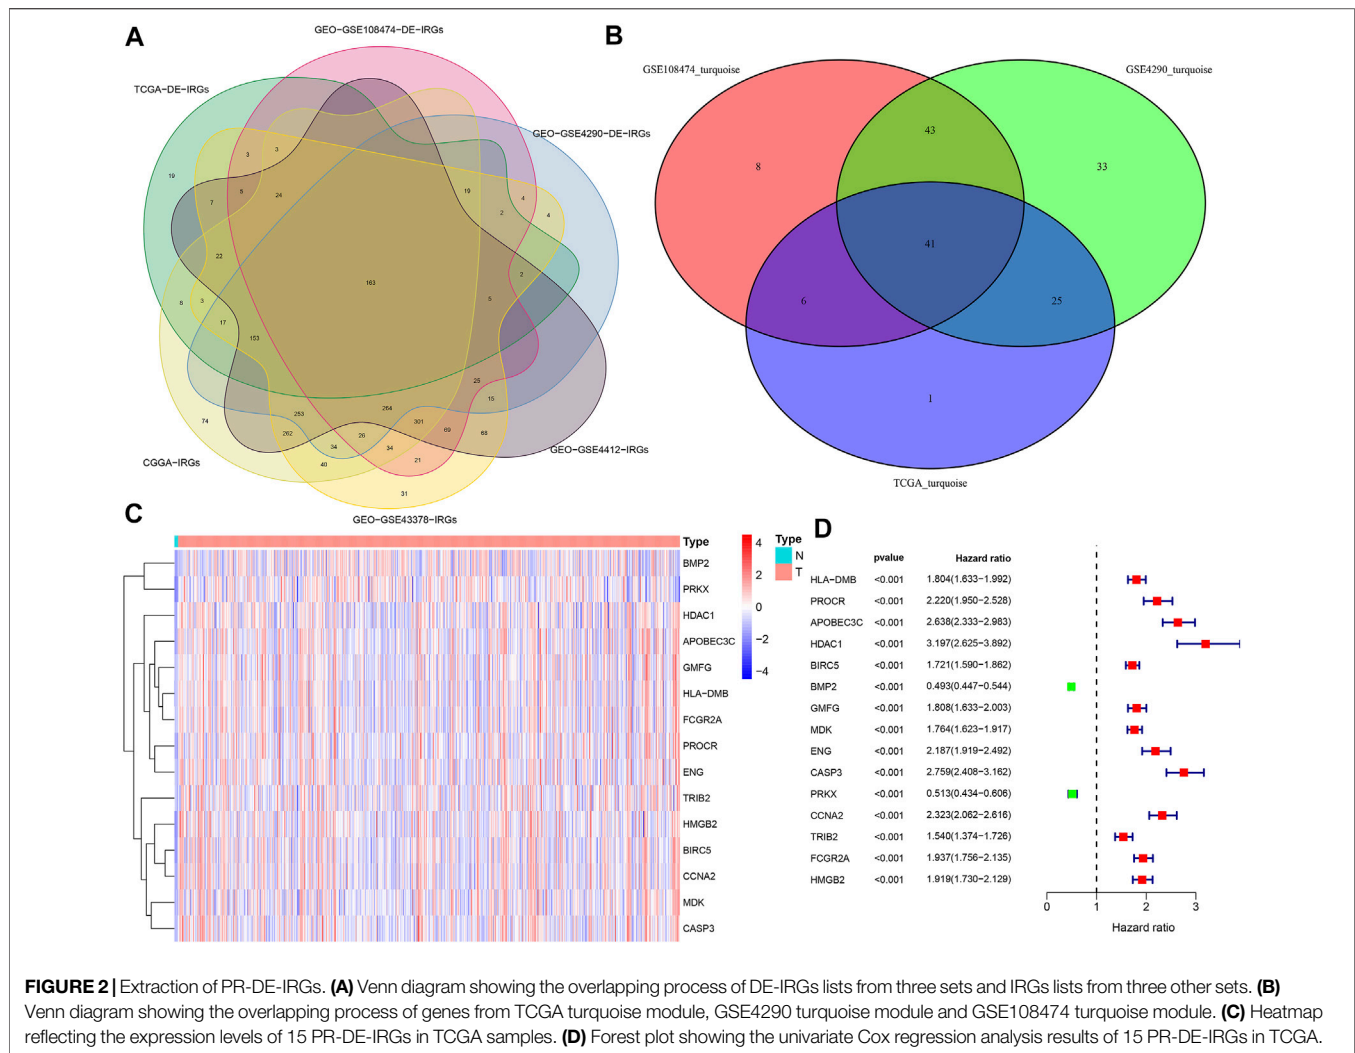 A
GEO-GSE108474-DE-IRGs
TCGA-DE-IRGs
GEO-GSE4290-DE-IRGs
19
3
3
7
8
24
19
4
2
4
22
2
163
5
8
3
17
153
25
15
253
264
301
69
68
262
26
34
34
74
40
21
31
CGGA-IRGs
GEO-GSE4412-IRGs
GEO-GSE43378-IRGs
B
GSE108474_turquoise
GSE4290_turquoise
43
8
33
41
6
25
1
TCGA_turquoise
C
Type
BMP2
PRKX
HDAC1
APOBEC3C
GMFG
HLA-DMB
FCGR2A
PROCR
ENG
TRIB2
HMGB2
BIRC5
CCNA2
MDK
CASP3
4
2
0
−2
−4
Type
N
T
D
pvalue Hazard ratio
HLA-DMB <0.001 1.804(1.633−1.992)
PROCR <0.001 2.220(1.950−2.528)
APOBEC3C <0.001 2.638(2.333−2.983)
HDAC1 <0.001 3.197(2.625−3.892)
BIRC5 <0.001 1.721(1.590−1.862)
BMP2 <0.001 0.493(0.447−0.544)
GMFG <0.001 1.808(1.633−2.003)
MDK <0.001 1.764(1.623−1.917)
ENG <0.001 2.187(1.919−2.492)
CASP3 <0.001 2.759(2.408−3.162)
PRKX <0.001 0.513(0.434−0.606)
CCNA2 <0.001 2.323(2.062−2.616)
TRIB2 <0.001 1.540(1.374−1.726)
FCGR2A <0.001 1.937(1.756−2.135)
HMGB2 <0.001 1.919(1.730−2.129)
0 1 2 3
Hazard ratio
FIGURE 2 | Extraction of PR-DE-IRGs. (A) Venn diagram showing the overlapping process of DE-IRGs lists from three sets and IRGs lists from three other sets. (B)
Venn diagram showing the overlapping process of genes from TCGA turquoise module, GSE4290 turquoise module and GSE108474 turquoise module. (C) Heatmap
reflecting the expression levels of 15 PR-DE-IRGs in TCGA samples. (D) Forest plot showing the univariate Cox regression analysis results of 15 PR-DE-IRGs in TCGA.